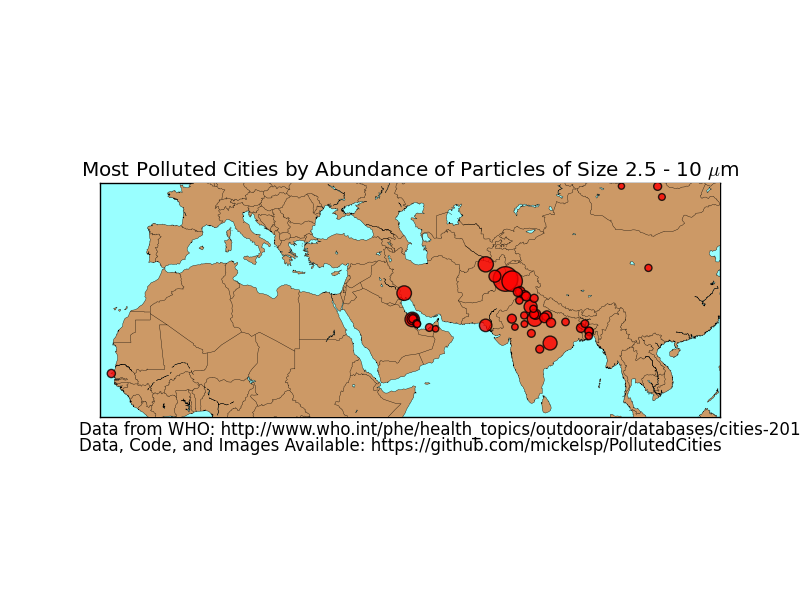 Most Polluted Cities by Abundance of Particles of Size 2.5 - 10 μm
Data from WHO: http://www.who.int/phe/health_topics/outdoorair/databases/cities-201
Data, Code, and Images Available: https://github.com/mickelsp/PollutedCities